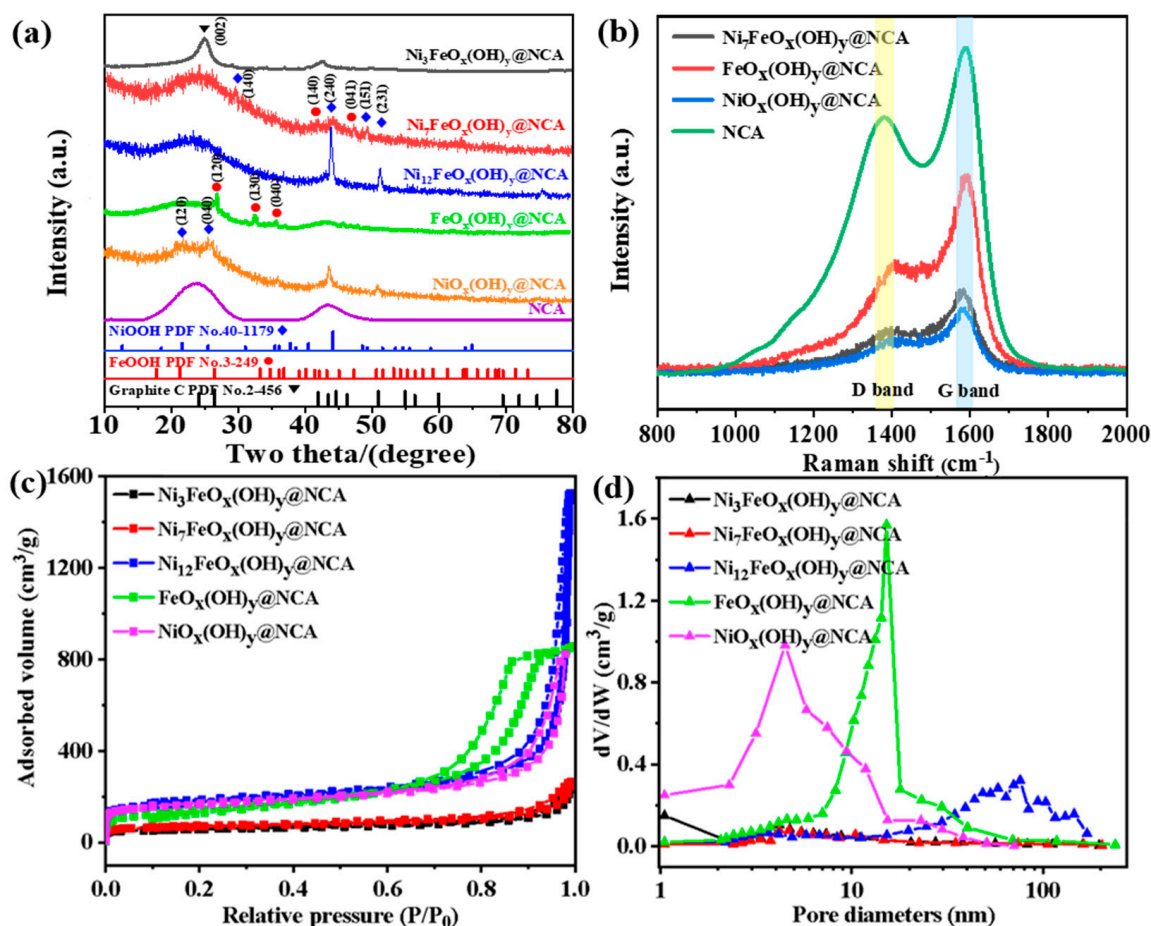 (a)
(002)
Ni₃FeOₓ(OH)ᵧ@NCA
(140)
(140)
(240)
(041)
(151)
(231)
Ni₇FeOₓ(OH)ᵧ@NCA
Ni₁₂FeOₓ(OH)ᵧ@NCA
(120)
(130)
(040)
FeOₓ(OH)ᵧ@NCA
(120)
(040)
NiOₓ(OH)ᵧ@NCA
NCA
NiOOH PDF No.40-1179
FeOOH PDF No.3-249
Graphite C PDF No.2-456
10 20 30 40 50 60 70 80
Two theta/(degree)
Intensity (a.u.)
(b)
Ni₇FeOₓ(OH)ᵧ@NCA
FeOₓ(OH)ᵧ@NCA
NiOₓ(OH)ᵧ@NCA
NCA
D band
G band
800 1000 1200 1400 1600 1800 2000
Raman shift (cm⁻¹)
Intensity (a.u.)
(c)
Ni₃FeOₓ(OH)ᵧ@NCA
Ni₇FeOₓ(OH)ᵧ@NCA
Ni₁₂FeOₓ(OH)ᵧ@NCA
FeOₓ(OH)ᵧ@NCA
NiOₓ(OH)ᵧ@NCA
1600
1200
800
400
0
0.0 0.2 0.4 0.6 0.8 1.0
Relative pressure (P/P₀)
Adsorbed volume (cm³/g)
(d)
Ni₃FeOₓ(OH)ᵧ@NCA
Ni₇FeOₓ(OH)ᵧ@NCA
Ni₁₂FeOₓ(OH)ᵧ@NCA
FeOₓ(OH)ᵧ@NCA
NiOₓ(OH)ᵧ@NCA
1.6
1.2
0.8
0.4
0.0
1 10 100
Pore diameters (nm)
dV/dW (cm³/g)